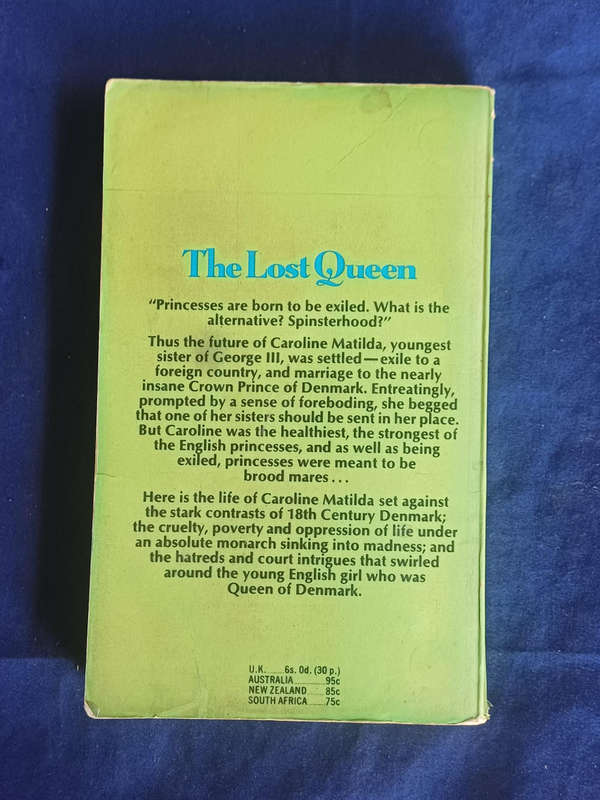 The Lost Queen
“Princesses are born to be exiled. What is the
alternative? Spinsterhood?”
Thus the future of Caroline Matilda, youngest
sister of George III, was settled—exile to a
foreign country, and marriage to the nearly
insane Crown Prince of Denmark. Entreatingly,
prompted by a sense of foreboding, she begged
that one of her sisters should be sent in her place.
But Caroline was the healthiest, the strongest of
the English princesses, and as well as being
exiled, princesses were meant to be
brood mares...
Here is the life of Caroline Matilda set against
the stark contrasts of 18th Century Denmark;
the cruelty, poverty and oppression of life under
an absolute monarch sinking into madness; and
the hatreds and court intrigues that swirled
around the young English girl who was
Queen of Denmark.
U.K. ......6s. 0d. (30 p.)
AUSTRALIA............95c
NEW ZEALAND.......85c
SOUTH AFRICA......75c